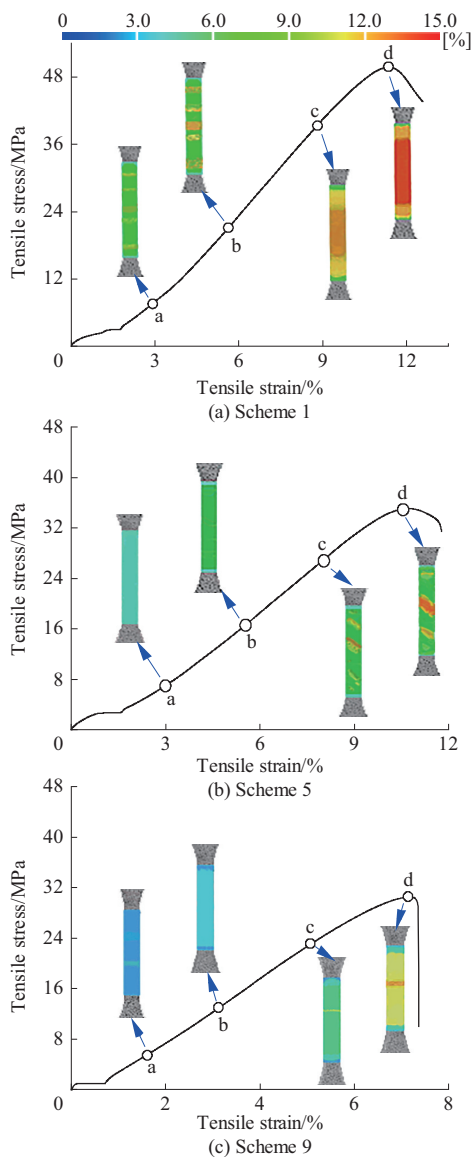 0 3.0 6.0 9.0 12.0 15.0
[%]
48
36
24
12
0 3 6 9 12
Tensile stress/MPa
a
b
c
d
Tensile strain/%
(a) Scheme 1
48
40
32
24
16
8
0 3 6 9 12
Tensile stress/MPa
a
b
c
d
Tensile strain/%
(b) Scheme 5
48
40
32
24
16
8
0 2 4 6 8
Tensile stress/MPa
a
b
c
d
Tensile strain/%
(c) Scheme 9